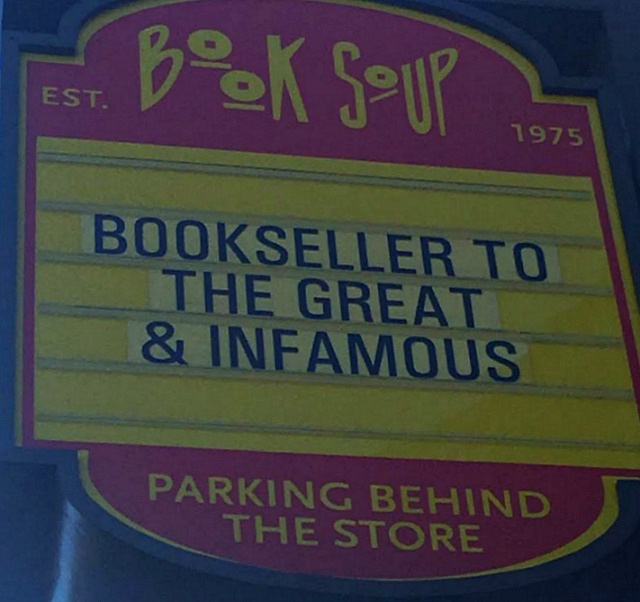 BOOK SOUP
EST. 1975
BOOKSELLER TO
THE GREAT
& INFAMOUS
PARKING BEHIND
THE STORE